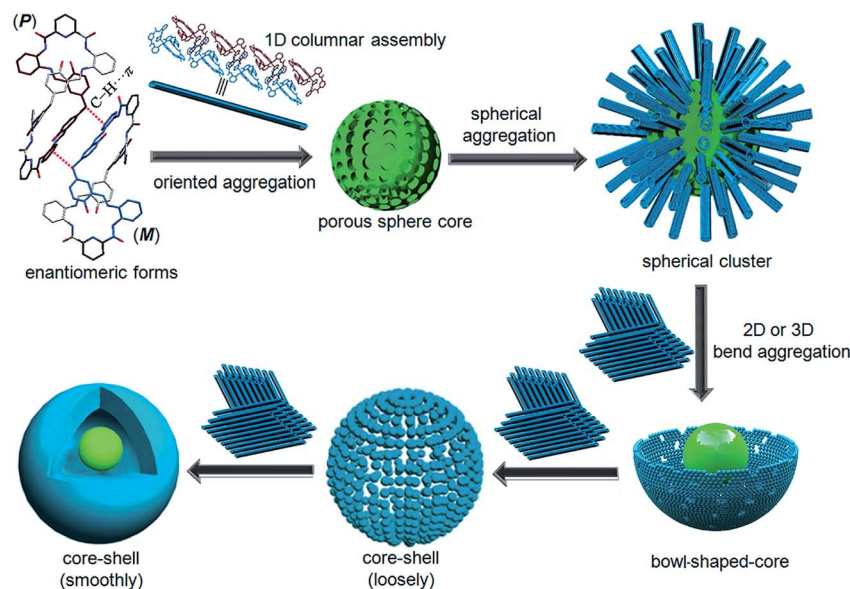 (P)
1D columnar assembly
C–H···π
spherical
aggregation
oriented aggregation
porous sphere core
(M)
enantiomeric forms
spherical cluster
2D or 3D
bend aggregation
core-shell
(smoothly)
core-shell
(loosely)
bowl-shaped-core